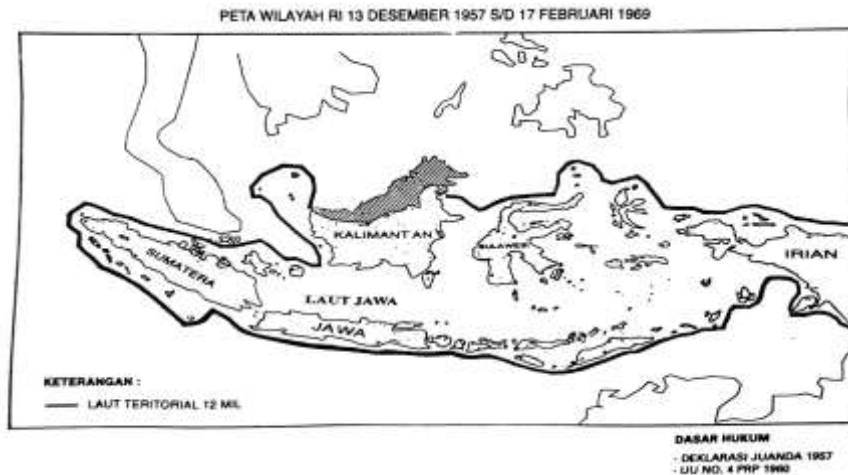 PETA WILAYAH RI 13 DESEMBER 1957 S/D 17 FEBRUARI 1969
KALIMANTAN
SULAWESI
IRIAN
SUMATERA
LAUT JAWA
JAWA
KETERANGAN :
LAUT TERITORIAL 12 MIL
DASAR HUKUM
- DEKLARASI JUANDA 1957
- UU NO. 4 PRP 1960